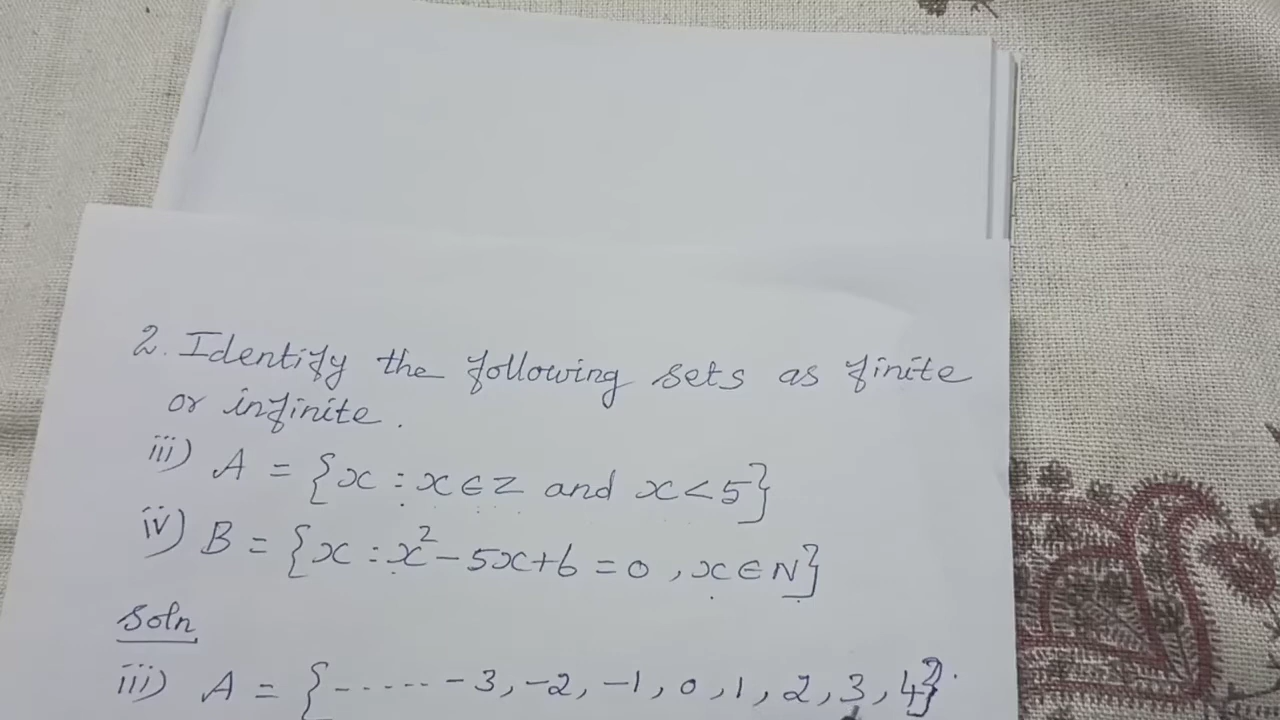 2. Identify the following sets as finite
or infinite.
iii) A = {x : x ∈ Z and x < 5}
iv) B = {x : x² - 5x + 6 = 0, x ∈ N}
Soln
iii) A = {------ -3, -2, -1, 0, 1, 2, 3, 4}.